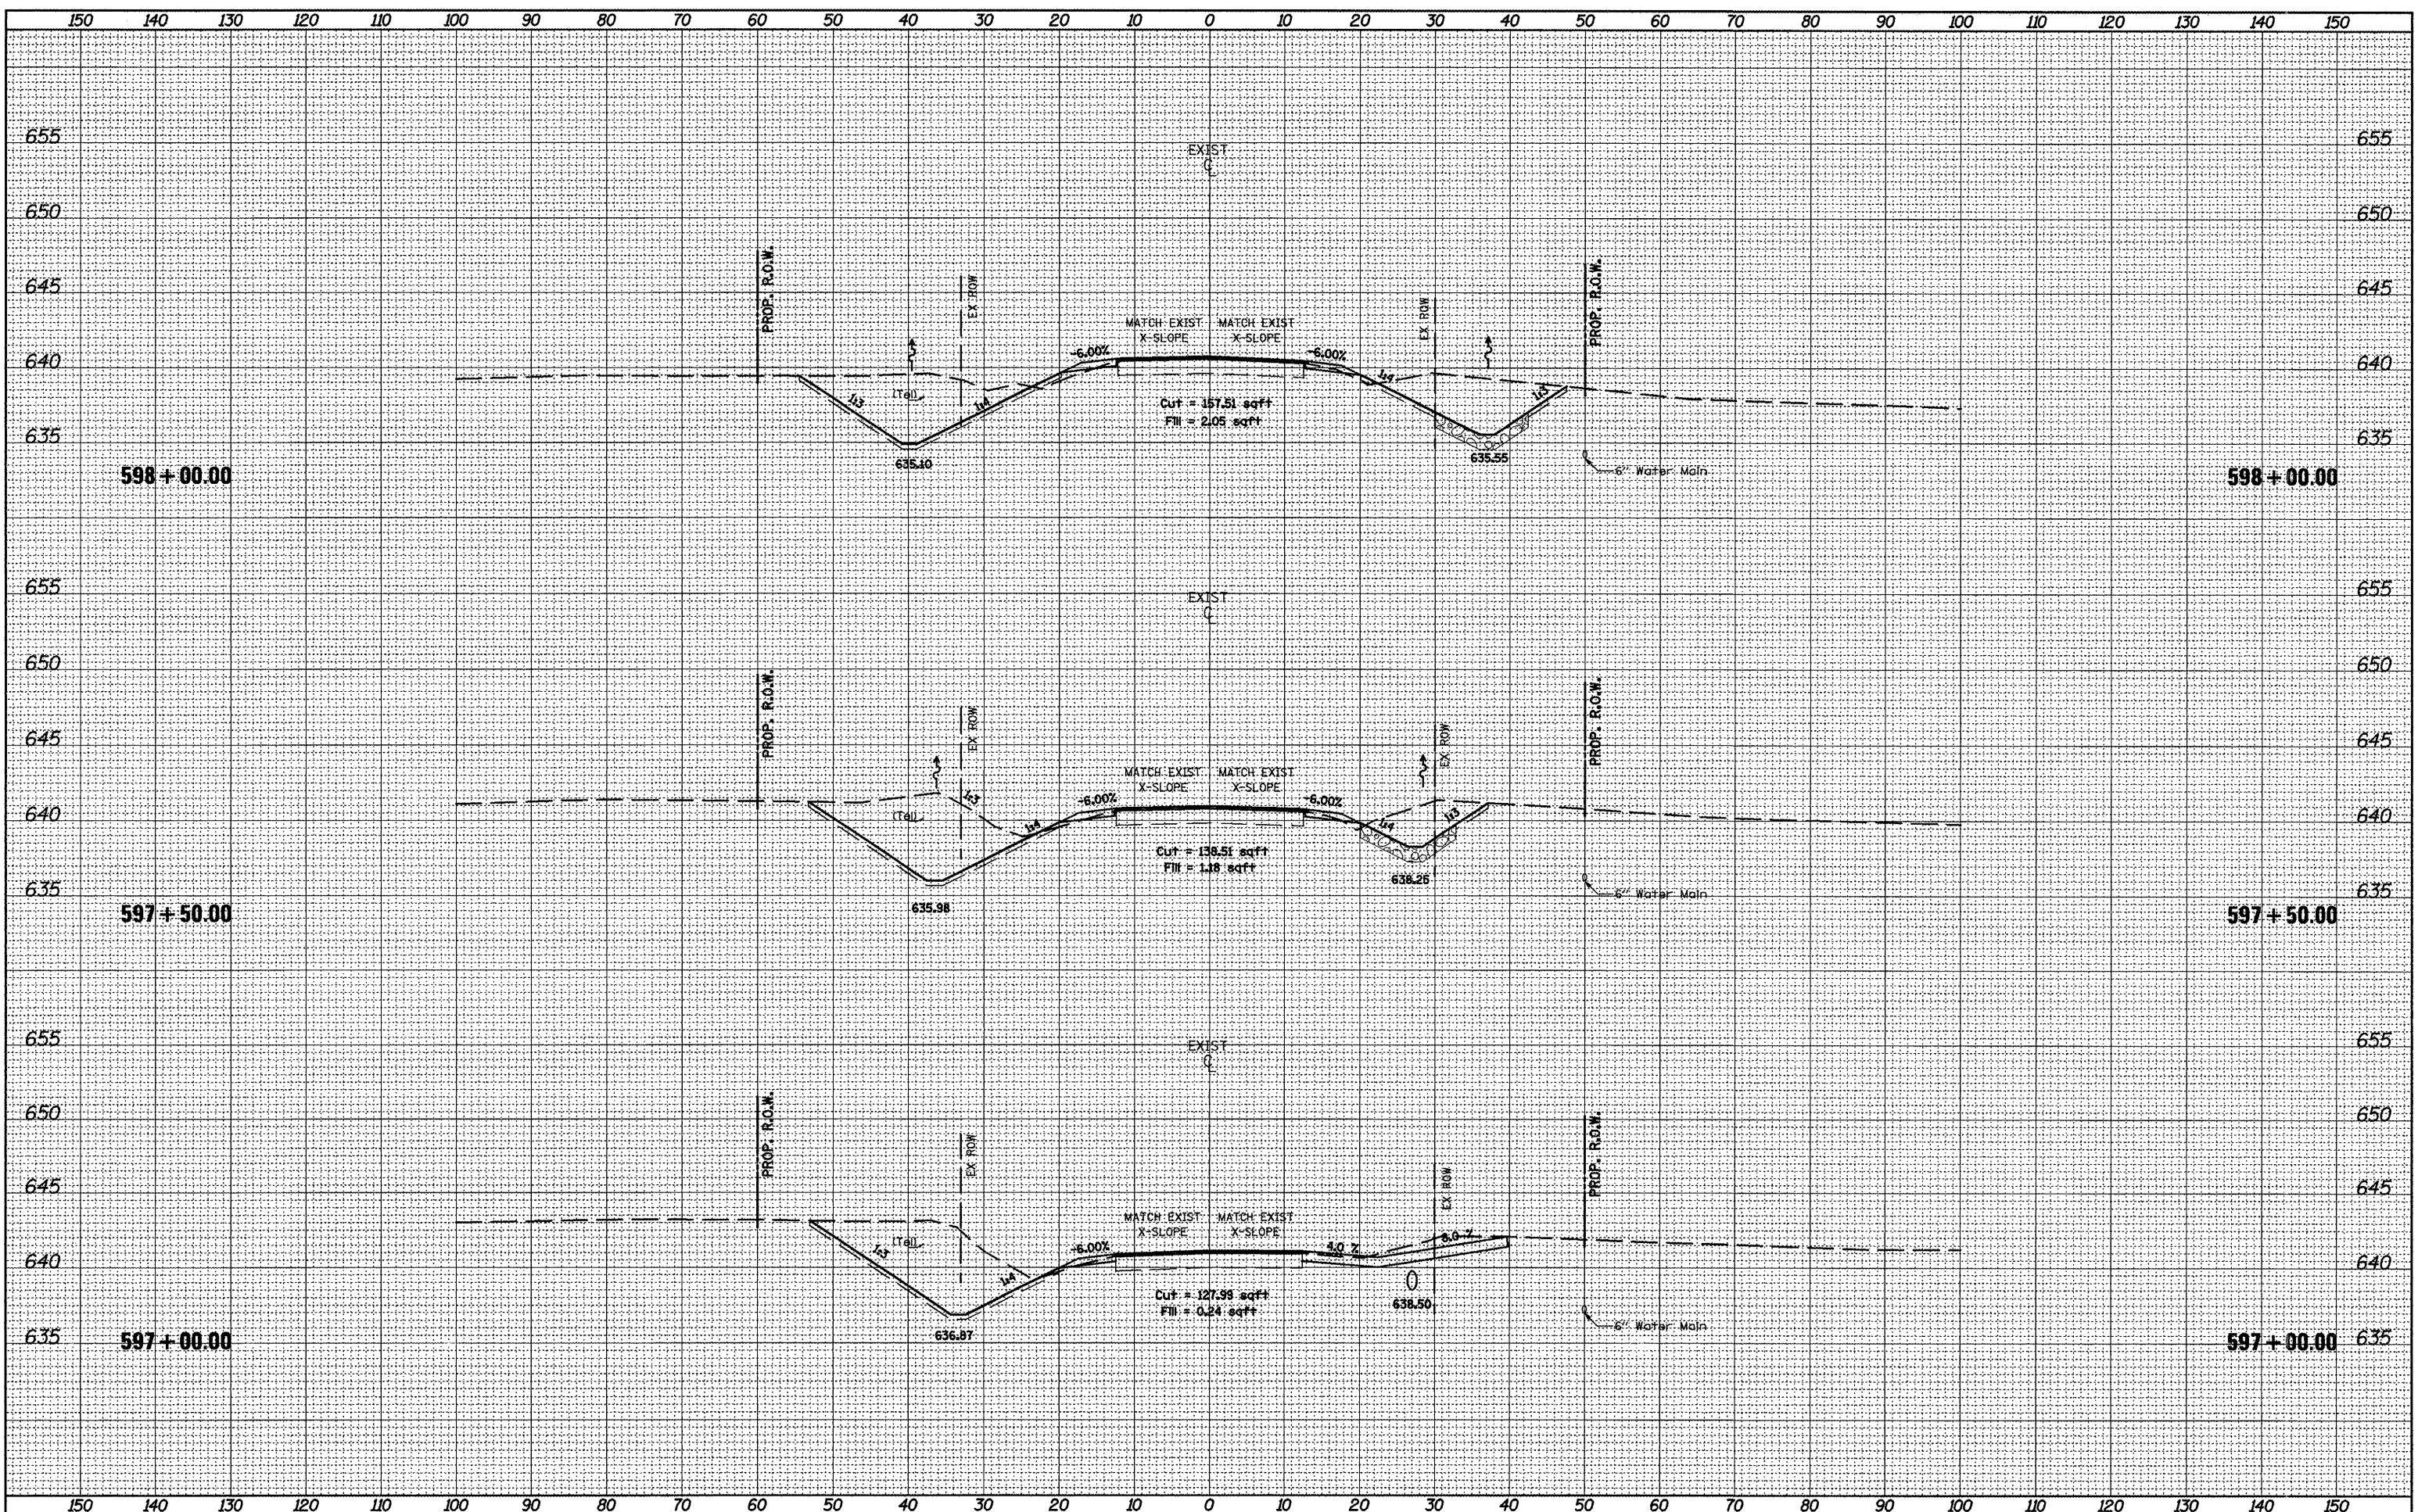 150 140 130 120 110 100 90 80 70 60 50 40 30 20 10 0 10 20 30 40 50 60 70 80 90 100 110 120 130 140 150
655 655
EXIST
CL
650 650
PROP. R.O.W. EX ROW EX ROW PROP. R.O.W.
645 645
MATCH EXIST MATCH EXIST
X-SLOPE X-SLOPE
640 -6.00% -6.00% 640
1:3 (Tel) 1:4 1:4 1:3
Cut = 157.51 sqft
Fill = 2.05 sqft
635 635
635.10 635.55
598+00.00 6" Water Main 598+00.00
655 655
EXIST
CL
650 650
PROP. R.O.W. EX ROW EX ROW PROP. R.O.W.
645 645
MATCH EXIST MATCH EXIST
X-SLOPE X-SLOPE
640 1:3 -6.00% -6.00% 640
(Tel) 1:4 1:4 1:3
Cut = 138.51 sqft
Fill = 1.18 sqft
635 638.25 6" Water Main 635
635.98
597+50.00 597+50.00
655 655
EXIST
CL
650 650
PROP. R.O.W. EX ROW EX ROW PROP. R.O.W.
645 645
MATCH EXIST MATCH EXIST
X-SLOPE X-SLOPE
640 (Tel) -6.00% 4.0 % 8.0 % 640
1:3 1:4
Cut = 127.99 sqft
Fill = 0.24 sqft
638.50
635 597+00.00 636.87 6" Water Main 597+00.00 635
150 140 130 120 110 100 90 80 70 60 50 40 30 20 10 0 10 20 30 40 50 60 70 80 90 100 110 120 130 140 150